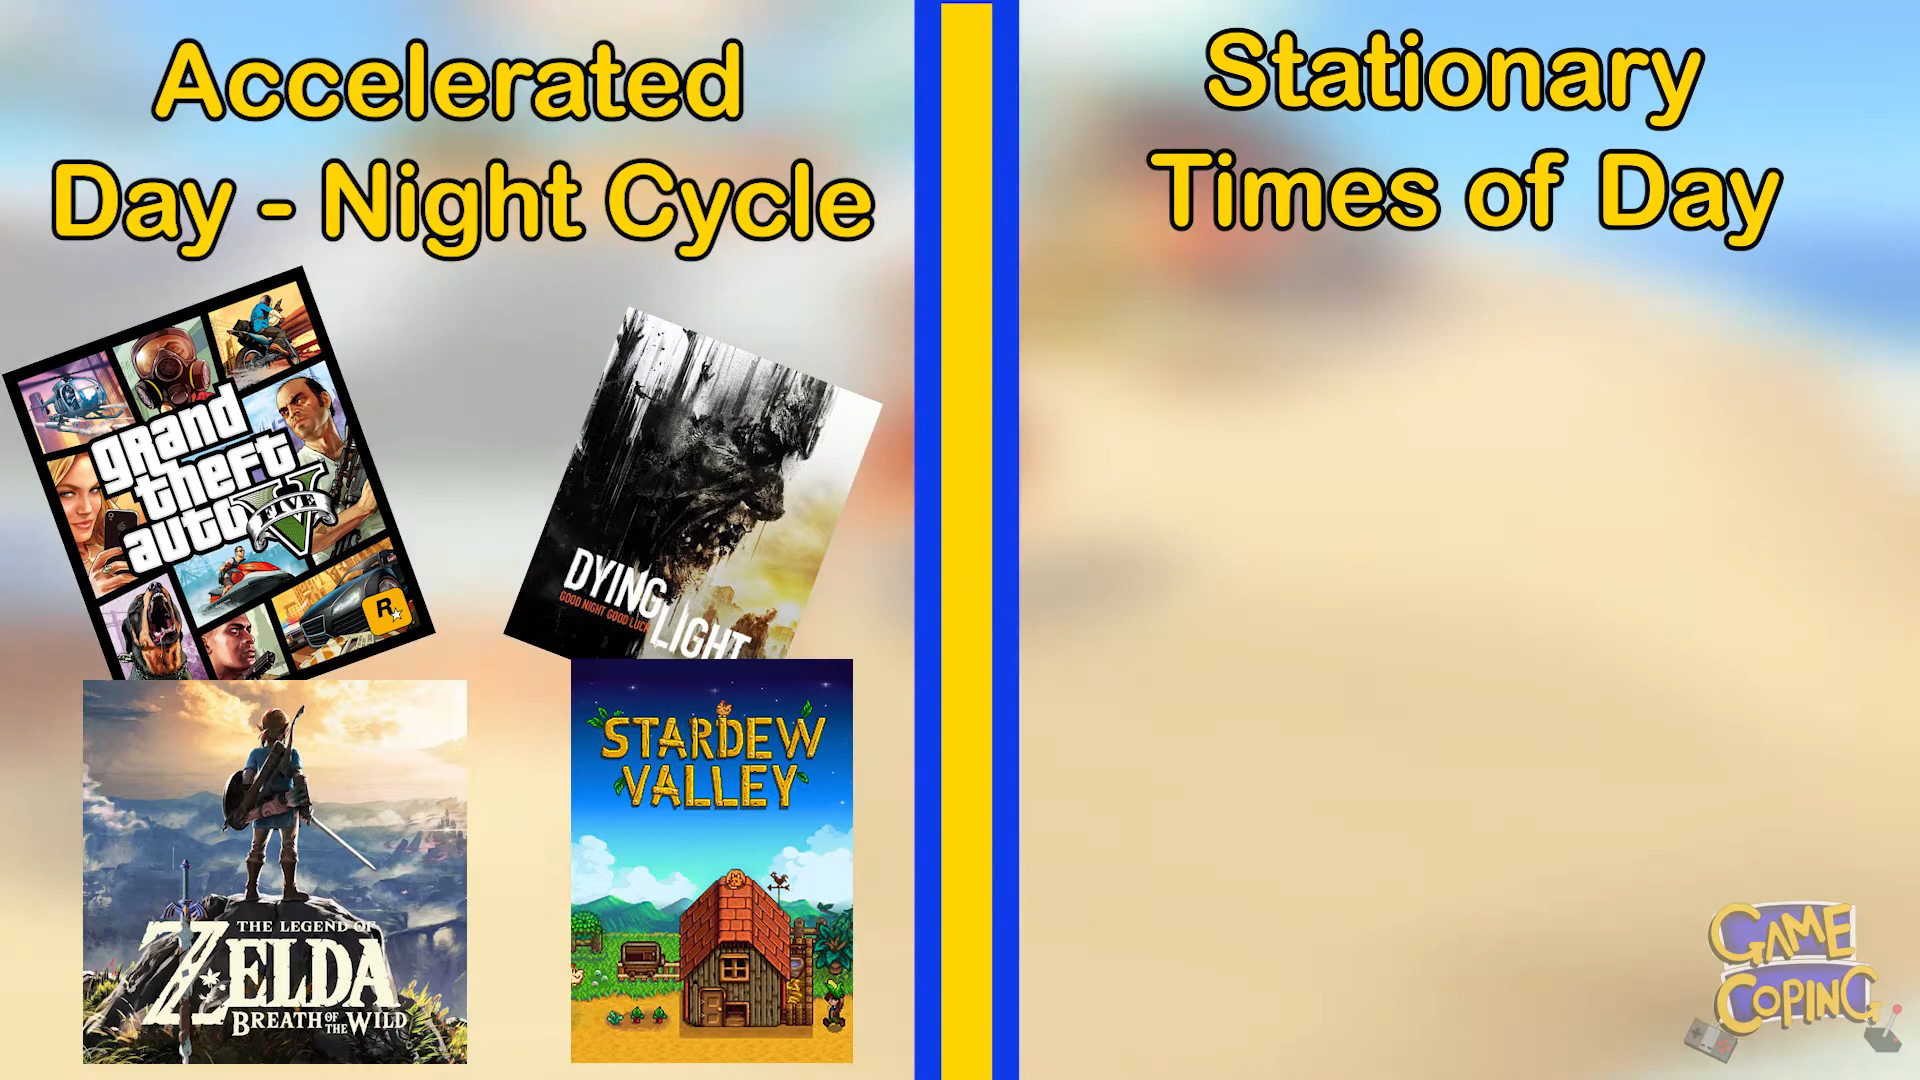 Accelerated
Day - Night Cycle
Stationary
Times of Day
grand
theft
auto V
FIVE
R
DYING
LIGHT
GOOD NIGHT GOOD LUCK
THE LEGEND OF
ZELDA
BREATH OF THE WILD
STARDEW
VALLEY
GAME
COPING